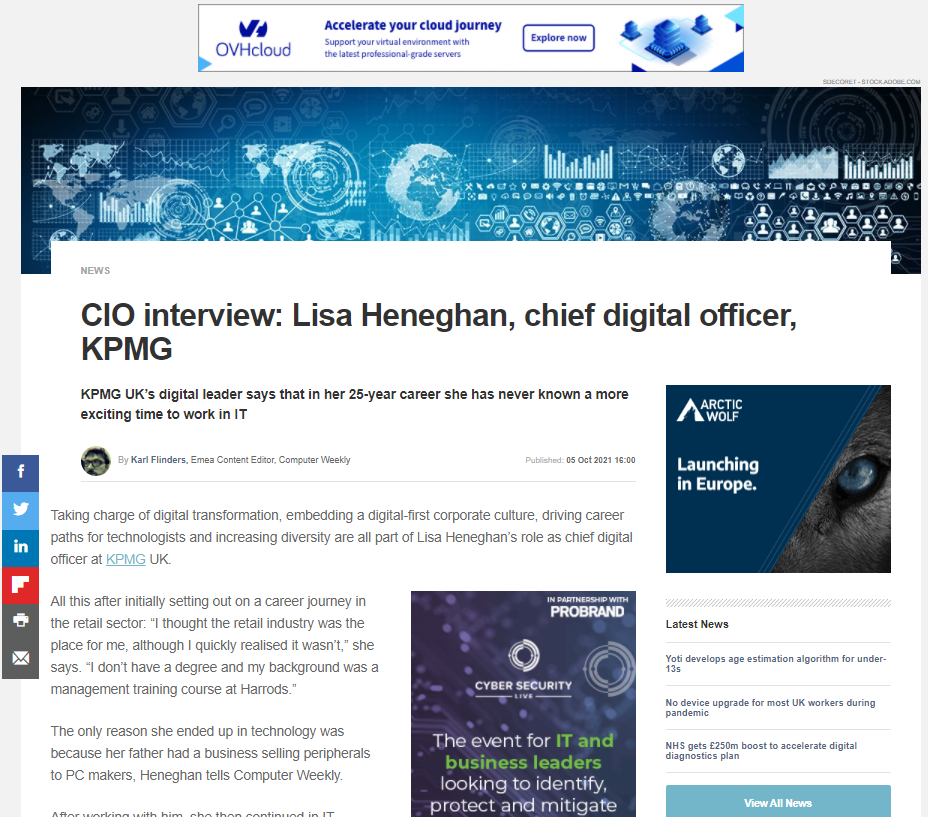 OVHcloud
Accelerate your cloud journey
Support your virtual environment with
the latest professional-grade servers
Explore now
SDECORET - STOCK.ADOBE.COM
NEWS
CIO interview: Lisa Heneghan, chief digital officer,
KPMG
KPMG UK’s digital leader says that in her 25-year career she has never known a more
exciting time to work in IT
By Karl Flinders, Emea Content Editor, Computer Weekly
Published: 05 Oct 2021 16:00
Taking charge of digital transformation, embedding a digital-first corporate culture, driving career
paths for technologists and increasing diversity are all part of Lisa Heneghan’s role as chief digital
officer at KPMG UK.
All this after initially setting out on a career journey in
the retail sector: “I thought the retail industry was the
place for me, although I quickly realised it wasn’t,” she
says. “I don’t have a degree and my background was a
management training course at Harrods.”
The only reason she ended up in technology was
because her father had a business selling peripherals
to PC makers, Heneghan tells Computer Weekly.
After working with him, she then continued in IT
IN PARTNERSHIP WITH
PROBRAND
CYBER SECURITY
LIVE
The event for IT and
business leaders
looking to identify,
protect and mitigate
ARCTIC
WOLF
Launching
in Europe.
Latest News
Yoti develops age estimation algorithm for under-
13s
No device upgrade for most UK workers during
pandemic
NHS gets £250m boost to accelerate digital
diagnostics plan
View All News